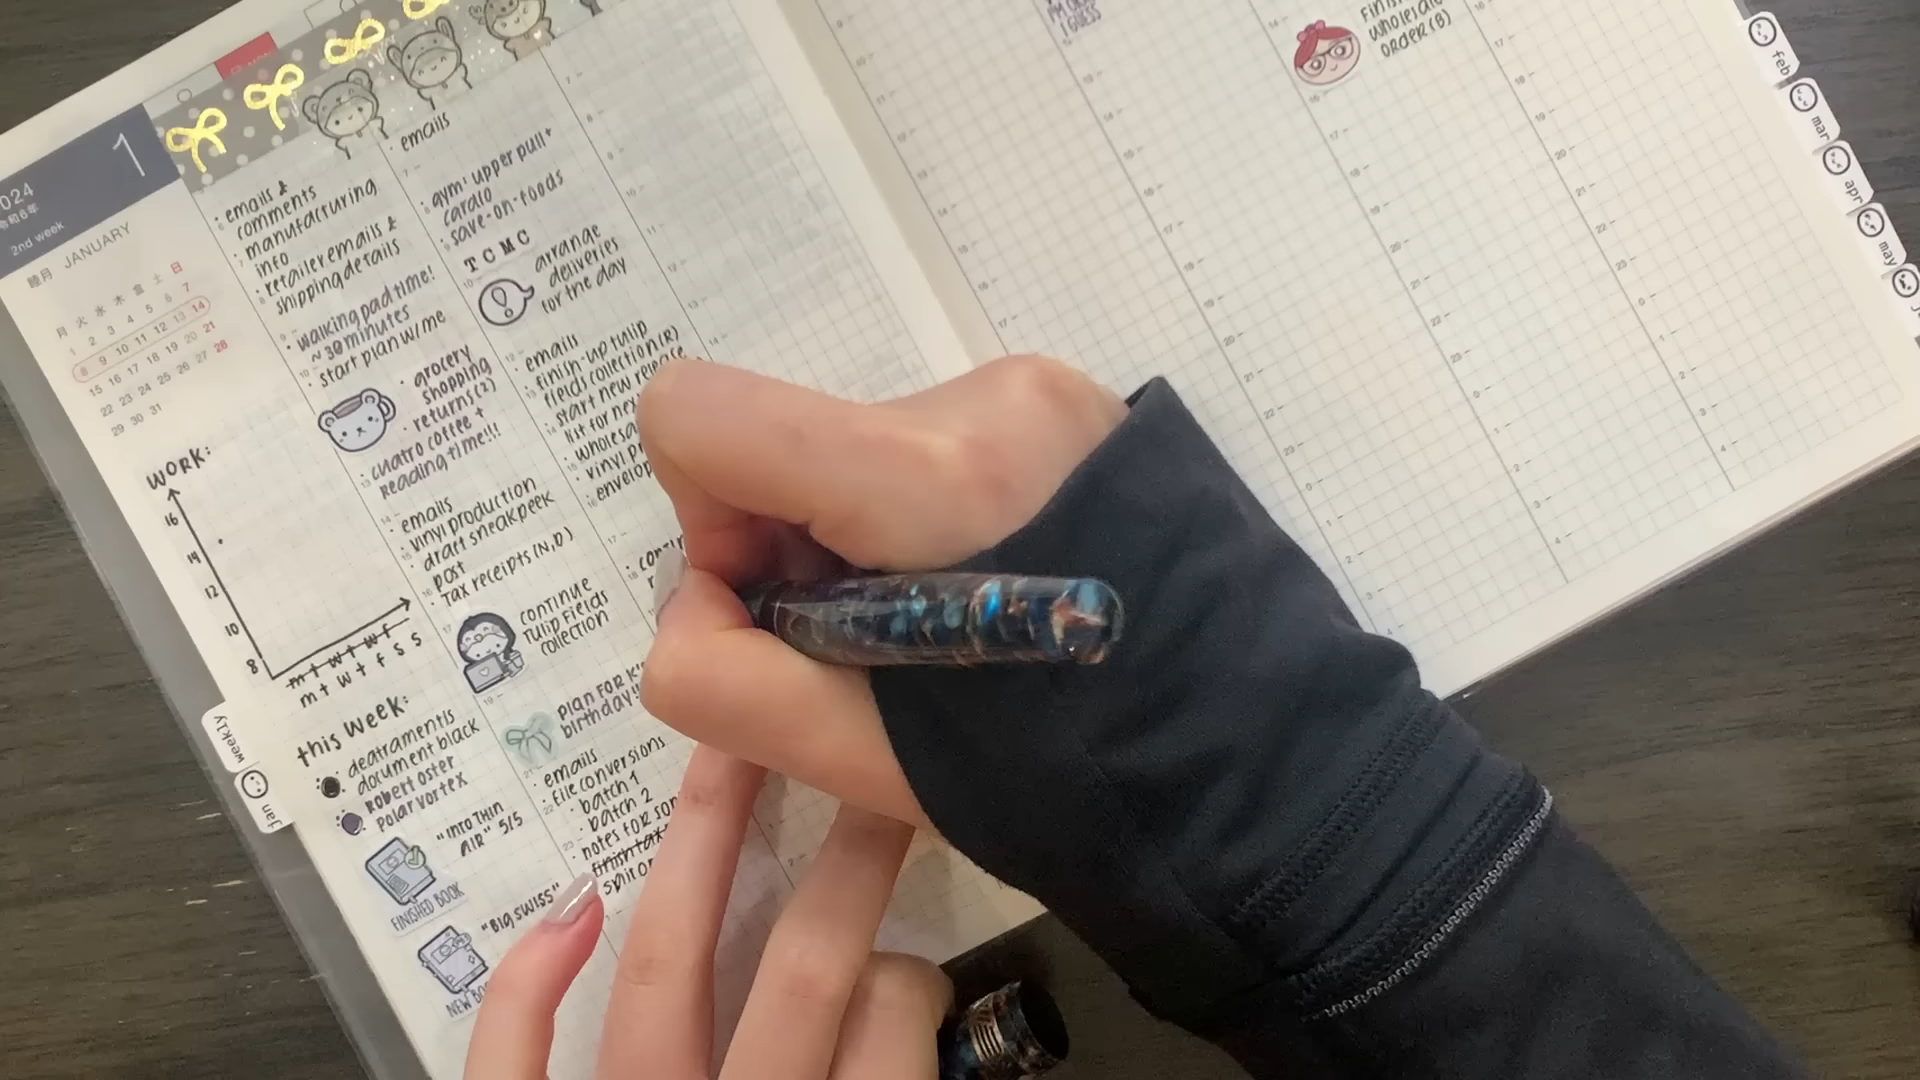 1
2024
令和6年
2nd week
睦月 JANUARY
月 火 水 木 金 土 日
1 2 3 4 5 6 7
8 9 10 11 12 13 14
15 16 17 18 19 20 21
22 23 24 25 26 27 28
29 30 31
WORK:
16
14
12
10
8
m t w t w f
m t w t f s s
this week:
deatramentis
document black
Robert Oster
polar vortex
"INTO THIN
AIR" 5/5
FINISHED BOOK
"BIG SWISS"
NEW
weekly
Jan
emails &
comments
manufacturing
info
retailer emails &
shipping details
walking pad time!
~30 minutes
start plan w/me
grocery
shopping
returns (2)
cuatro coffee +
reading time!!!
emails
vinyl production
draft sneak peek
post
tax receipts (N,D)
continue
tulip fields
collection
plan for K's
birthday!!
emails
file conversions
batch 1
batch 2
notes for
emails
gym: upper pull +
cardio
save-on-foods
TCMC
arrange
deliveries
for the day
emails
finish-up tulip
fields collection (R)
start new release
list for
vinyl
I GUESS
wholesale
order (B)
feb
mar
apr
may